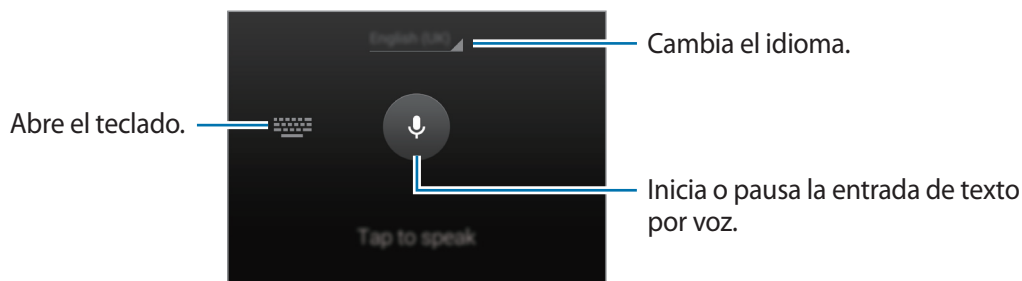 English (UK)
Cambia el idioma.
Abre el teclado.
Inicia o pausa la entrada de texto
por voz.
Tap to speak